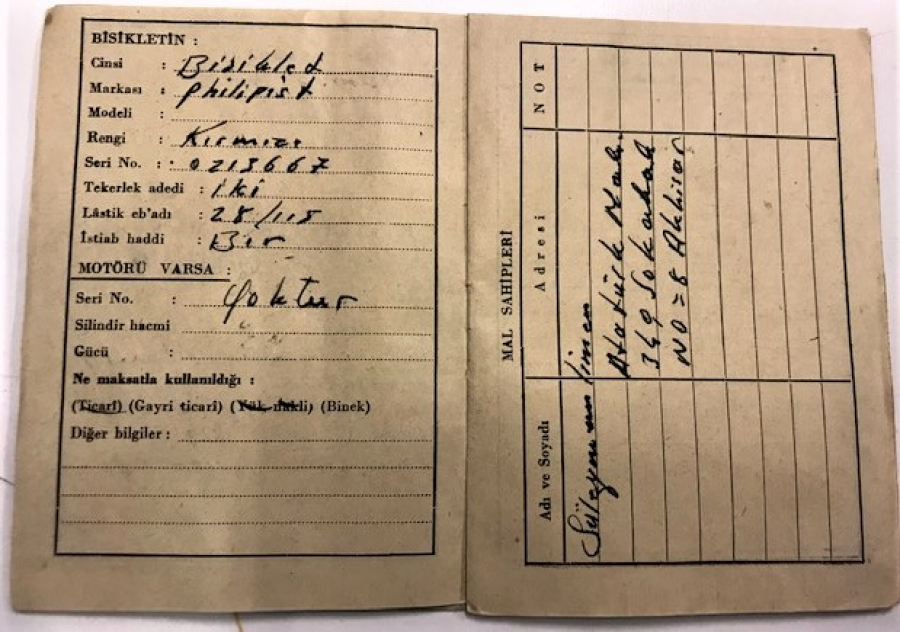 BİSİKLETİN :
Cinsi : Bisiklet
Markası : Philipist
Modeli :
Rengi : Kırmızı
Seri No. : 0213667
Tekerlek adedi : iki
Lâstik eb'adı : 28/115
İstiab haddi : Bir
MOTÖRÜ VARSA :
Seri No. : Yoktur
Silindir hacmi
Gücü :
Ne maksatla kullanıldığı :
(Ticarî) (Gayri ticarî) (Yük nakli) (Binek)
Diğer bilgiler :
MAL SAHİPLERİ
Adı ve Soyadı Adresi NOT
Süleyman
Atatürk Mah.
349 Sokak
NO = 8 Akhisar